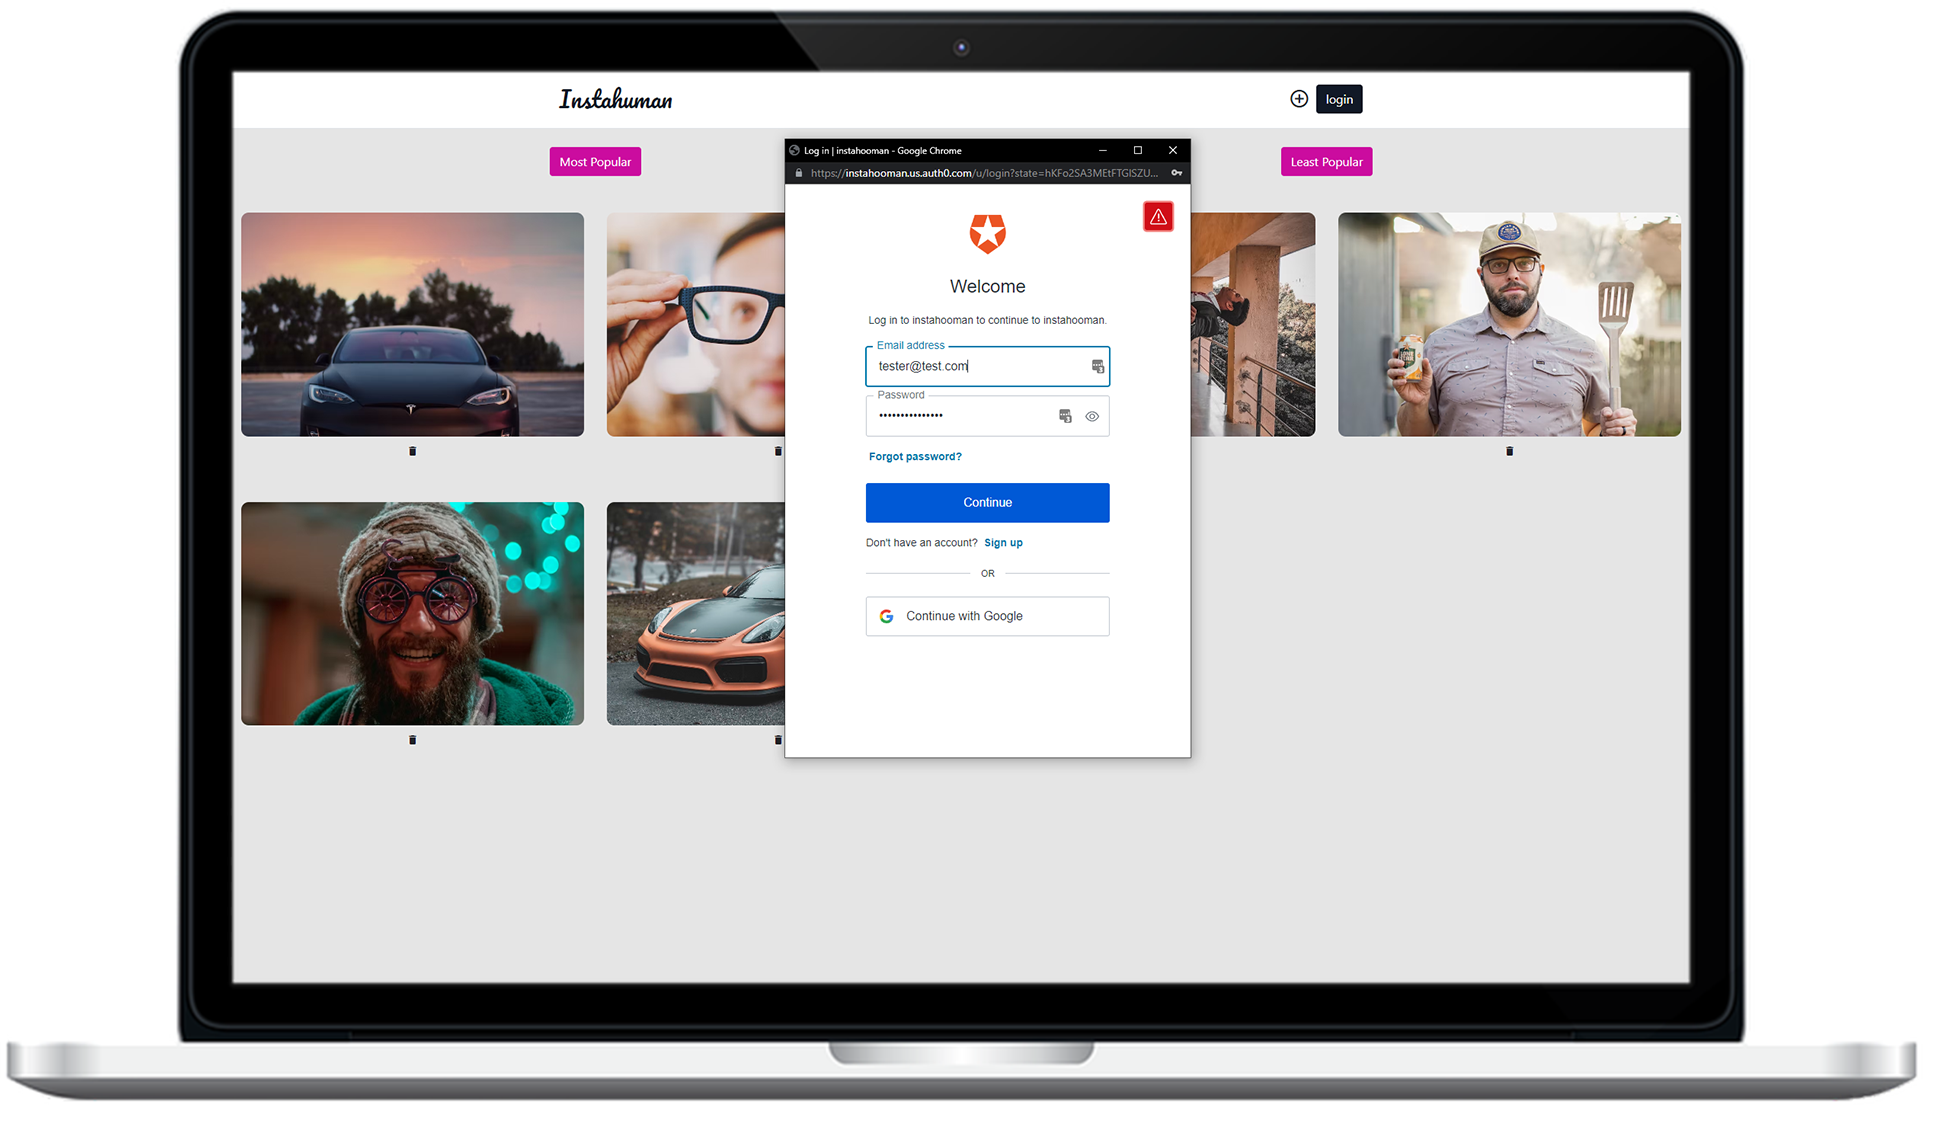 Instahuman
login
Log in | instahooman - Google Chrome
https://instahooman.us.auth0.com/u/login?state=hKFo2SA3MEtFTGlSZU...
Most Popular
Least Popular
Welcome
Log in to instahooman to continue to instahooman.
Email address
tester@test.com
Password
•••••••••••••••
Forgot password?
Continue
Don't have an account? Sign up
OR
Continue with Google